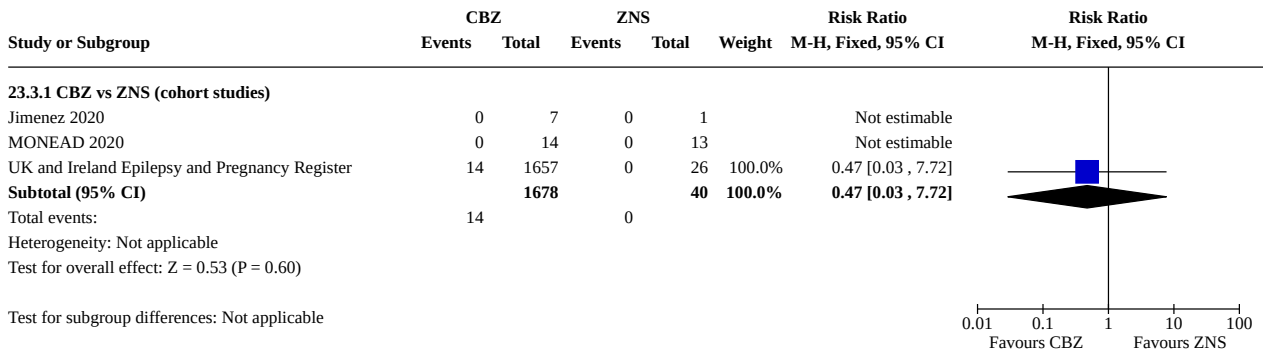 CBZ ZNS Risk Ratio Risk Ratio
Study or Subgroup Events Total Events Total Weight M-H, Fixed, 95% CI M-H, Fixed, 95% CI
23.3.1 CBZ vs ZNS (cohort studies)
Jimenez 2020 0 7 0 1 Not estimable
MONEAD 2020 0 14 0 13 Not estimable
UK and Ireland Epilepsy and Pregnancy Register 14 1657 0 26 100.0% 0.47 [0.03 , 7.72]
Subtotal (95% CI) 1678 40 100.0% 0.47 [0.03 , 7.72]
Total events: 14 0
Heterogeneity: Not applicable
Test for overall effect: Z = 0.53 (P = 0.60)
Test for subgroup differences: Not applicable
0.01 0.1 1 10 100
Favours CBZ Favours ZNS